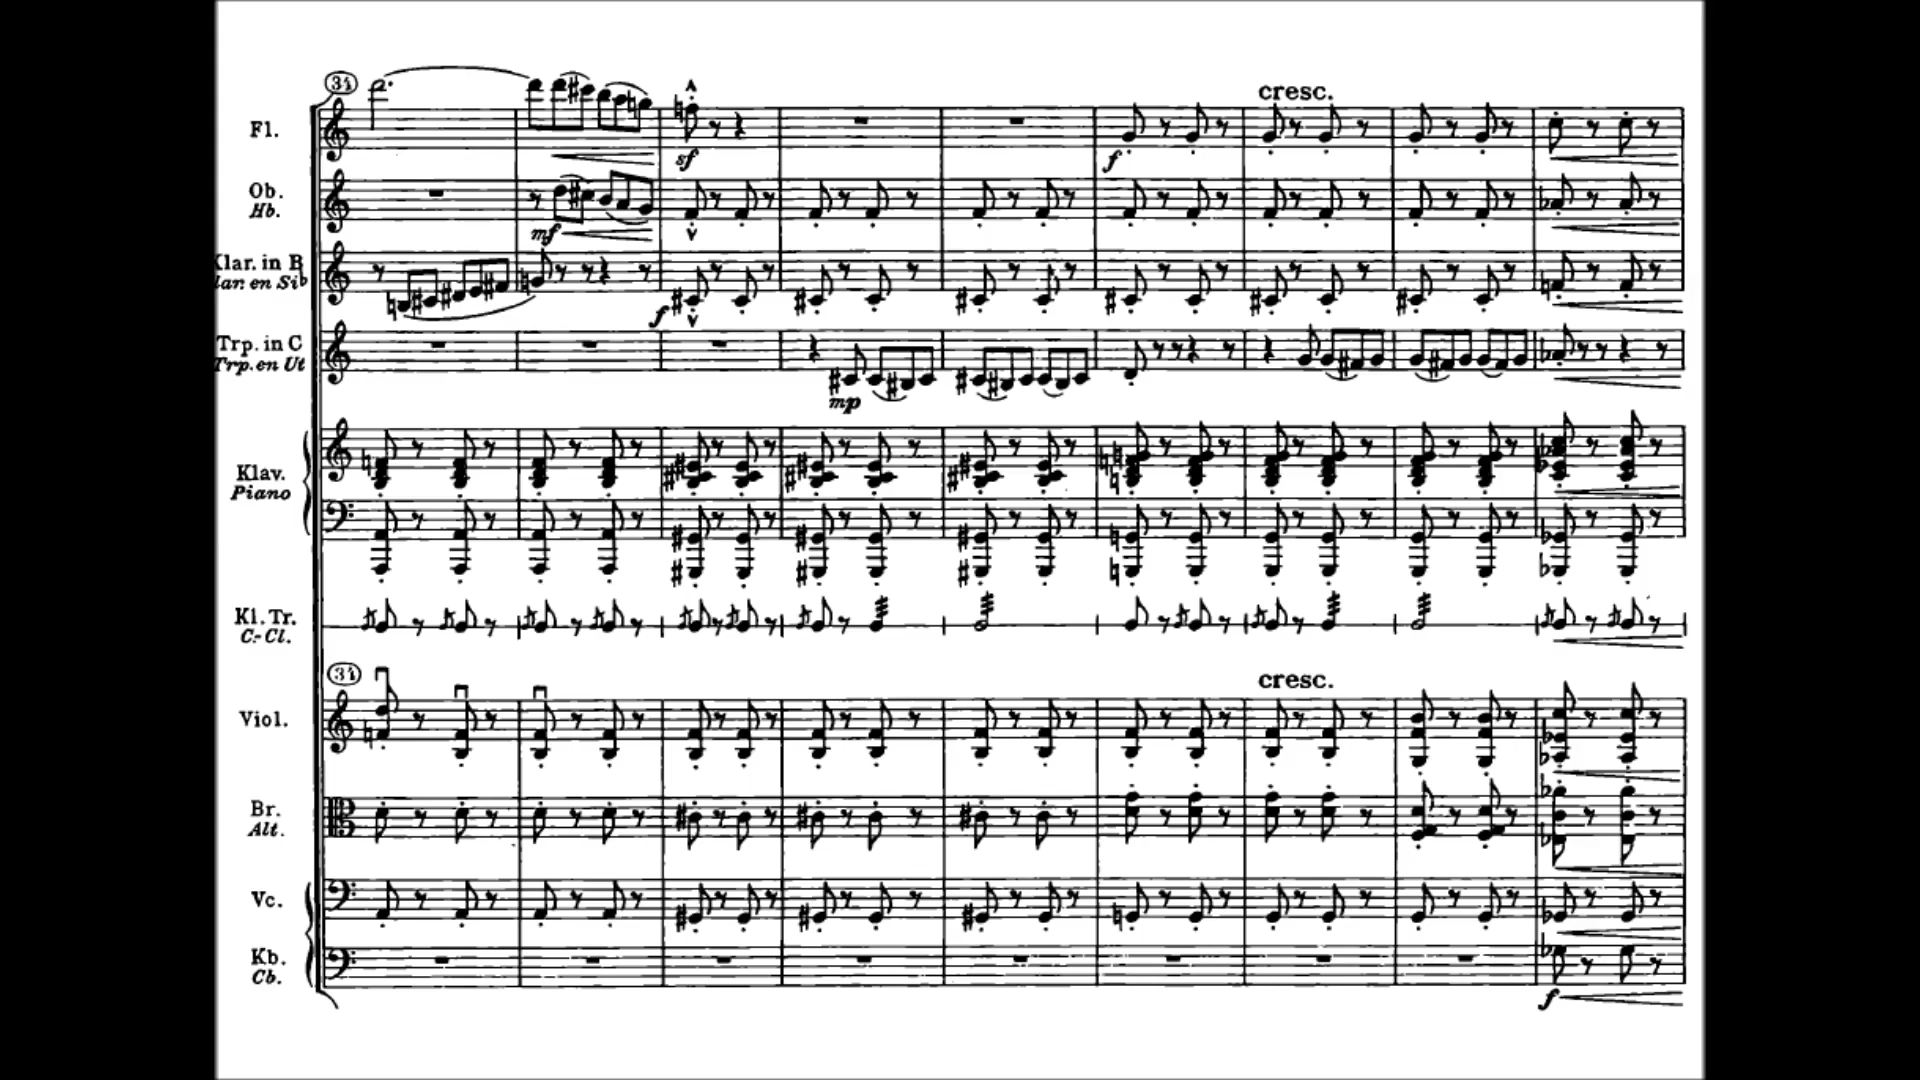 34
cresc.
Fl.
sf
f
Ob.
Hb.
mf
Klar. in B
lar. en Sib
f
Trp. in C
Trp. en Ut
mp
Klav.
Piano
Kl. Tr.
C.-Cl.
34
cresc.
Viol.
Br.
Alt.
Vc.
Kb.
Cb.
f